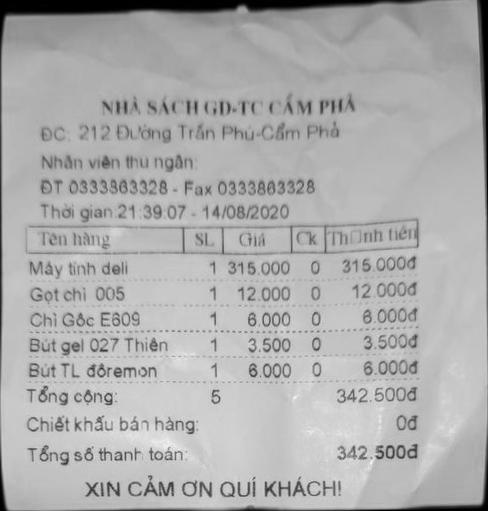 NHÀ SÁCH GD-TC CẨM PHẢ
ĐC: 212 Đường Trần Phú-Cẩm Phả
Nhân viên thu ngân:
ĐT 0333863328 - Fax 0333863328
Thời gian:21:39:07 - 14/08/2020
Tên hàng SL Giá Ck Th□nh tiền
Máy tính deli 1 315.000 0 315.000đ
Gọt chì 005 1 12.000 0 12.000đ
Chì Gôc E609 1 6.000 0 6.000đ
Bút gel 027 Thiên 1 3.500 0 3.500đ
Bút TL đôremon 1 6.000 0 6.000đ
Tổng cộng: 5 342.500đ
Chiết khấu bán hàng: 0đ
Tổng số thanh toán: 342.500đ
XIN CẢM ƠN QUÍ KHÁCH!